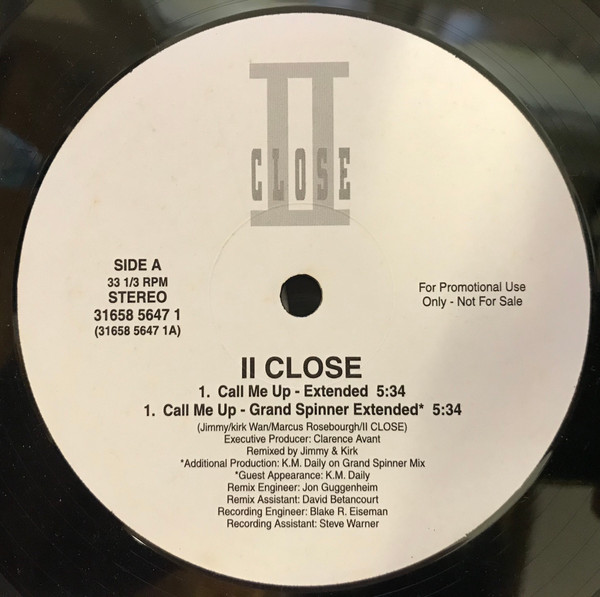 II
CLOSE
SIDE A
33 1/3 RPM
STEREO
31658 5647 1
(31658 5647 1A)
For Promotional Use
Only - Not For Sale
II CLOSE
1. Call Me Up - Extended 5:34
1. Call Me Up - Grand Spinner Extended* 5:34
(Jimmy/kirk Wan/Marcus Rosebourgh/II CLOSE)
Executive Producer: Clarence Avant
Remixed by Jimmy & Kirk
*Additional Production: K.M. Daily on Grand Spinner Mix
*Guest Appearance: K.M. Daily
Remix Engineer: Jon Guggenheim
Remix Assistant: David Betancourt
Recording Engineer: Blake R. Eiseman
Recording Assistant: Steve Warner